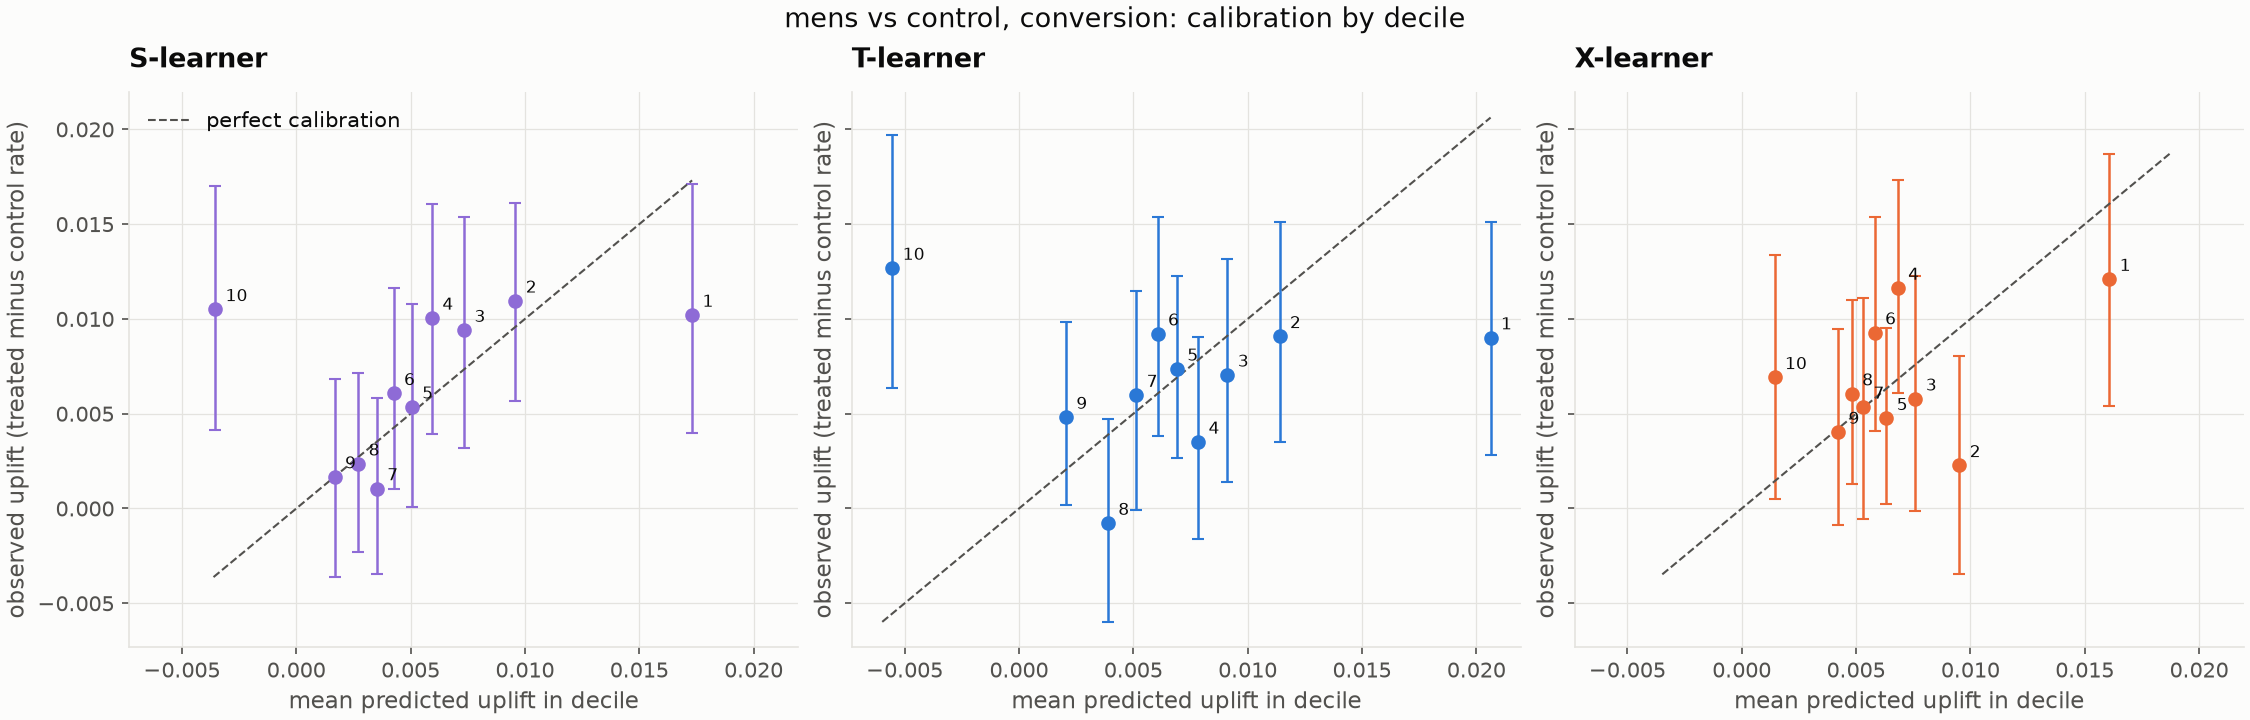 mens vs control, conversion: calibration by decile
S-learner
perfect calibration
observed uplift (treated minus control rate)
0.020
0.015
0.010
0.005
0.000
−0.005
10
9
8
7
6
5
4
3
2
1
−0.005 0.000 0.005 0.010 0.015 0.020
mean predicted uplift in decile
T-learner
observed uplift (treated minus control rate)
10
9
8
7
6
5
4
3
2
1
−0.005 0.000 0.005 0.010 0.015 0.020
mean predicted uplift in decile
X-learner
observed uplift (treated minus control rate)
10
9
8
7
6
5
4
3
2
1
−0.005 0.000 0.005 0.010 0.015 0.020
mean predicted uplift in decile